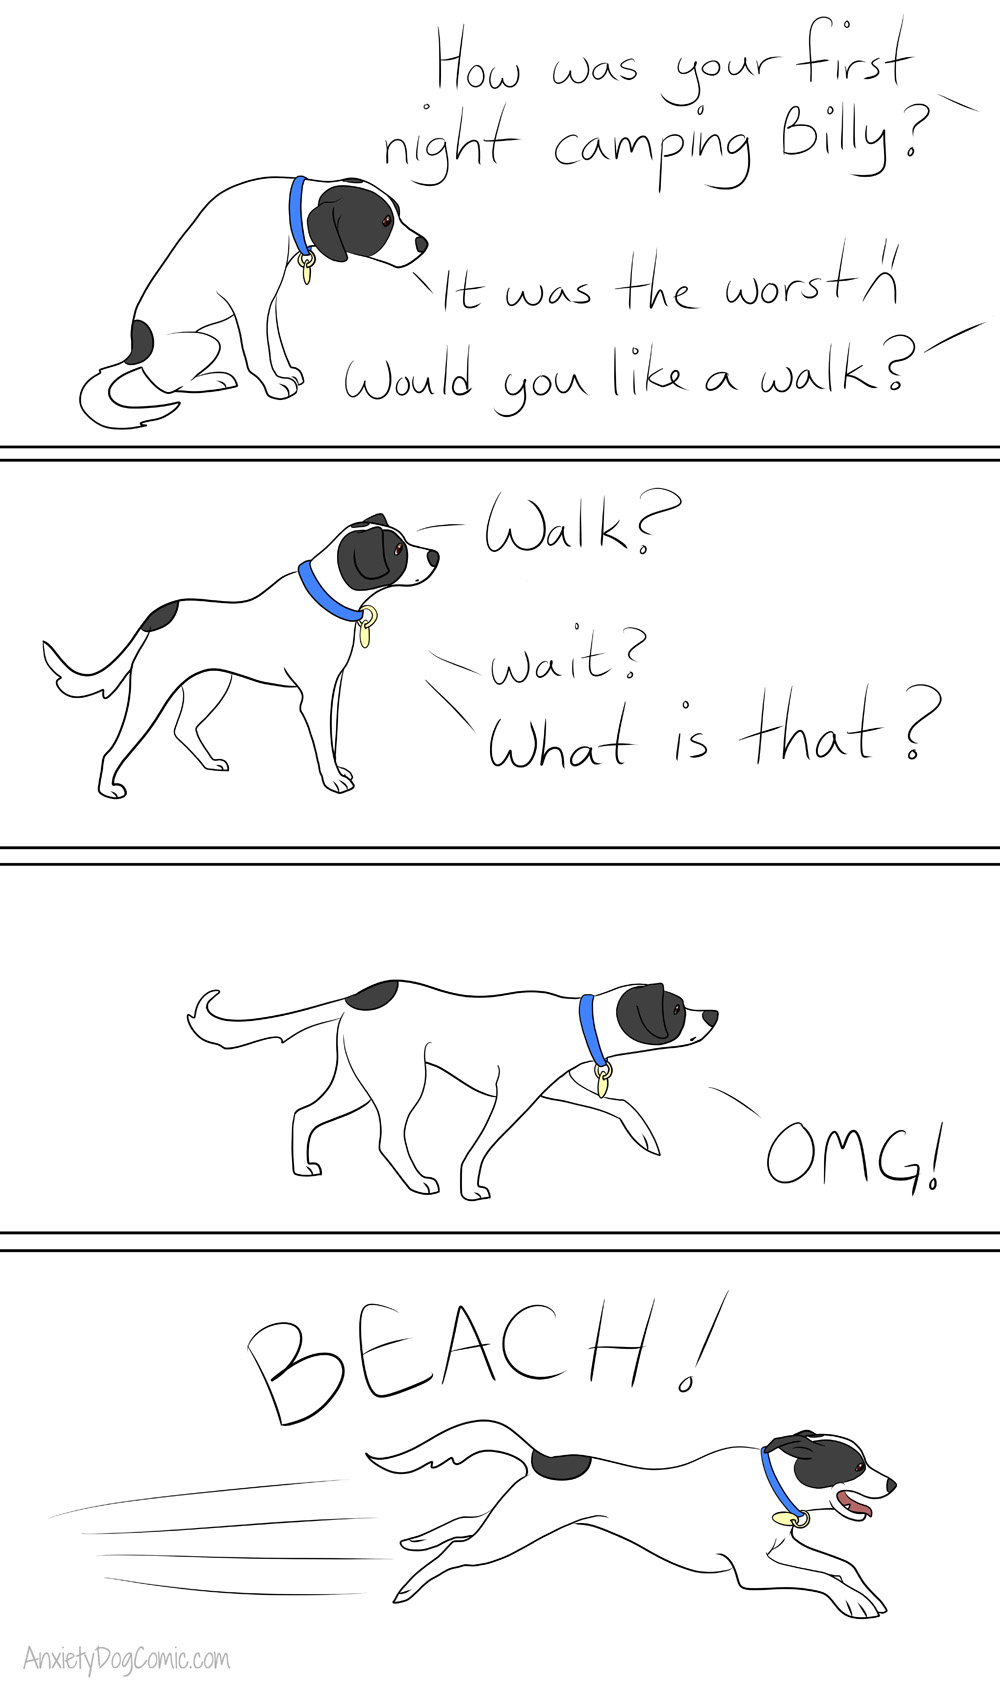 How was your first
night camping Billy?
It was the worst :(
Would you like a walk?
Walk?
wait?
What is that?
OMG!
BEACH!
AnxietyDogComic.com